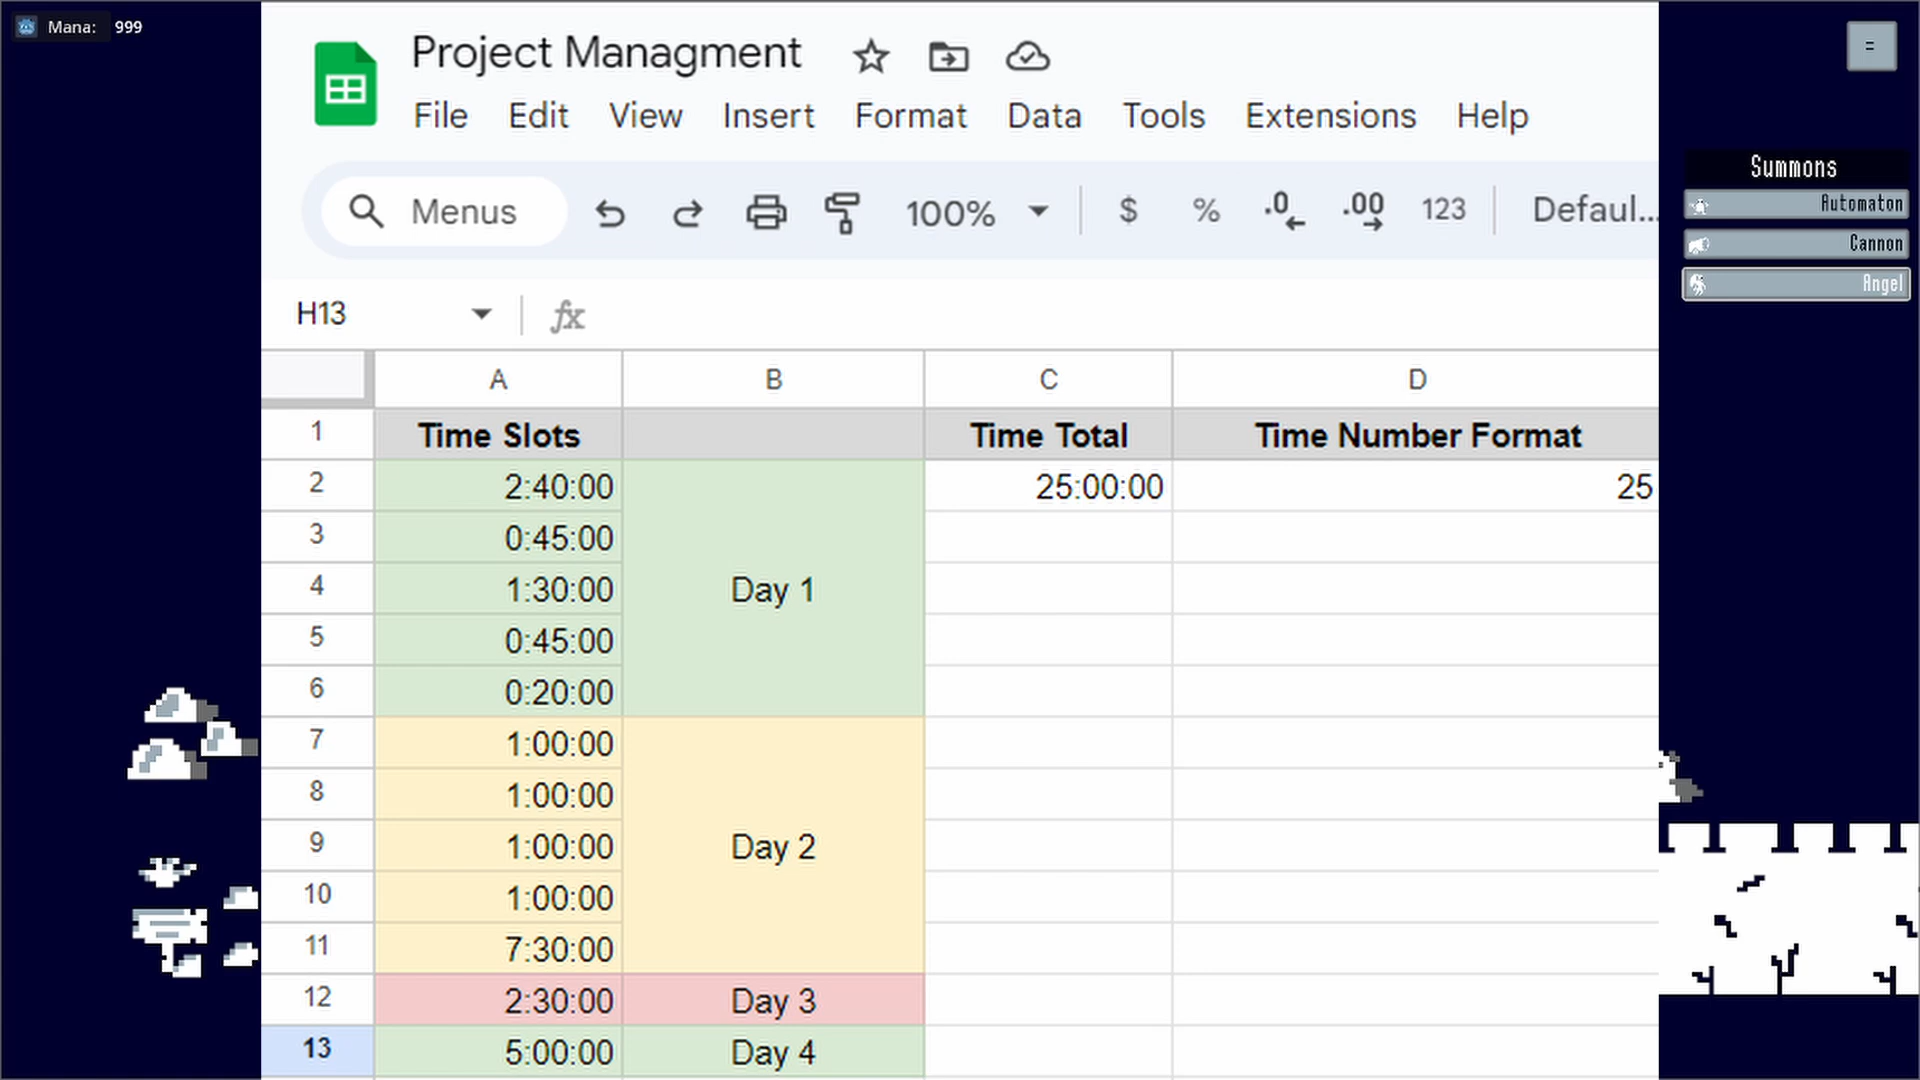 Mana: 999
=
Project Managment
File Edit View Insert Format Data Tools Extensions Help
Menus 100% $ % .0 .00 123 Defaul...
Summons
Automaton
Cannon
Angel
H13 fx
A B C D
1 Time Slots Time Total Time Number Format
2 2:40:00 25:00:00 25
3 0:45:00
4 1:30:00 Day 1
5 0:45:00
6 0:20:00
7 1:00:00
8 1:00:00
9 1:00:00 Day 2
10 1:00:00
11 7:30:00
12 2:30:00 Day 3
13 5:00:00 Day 4